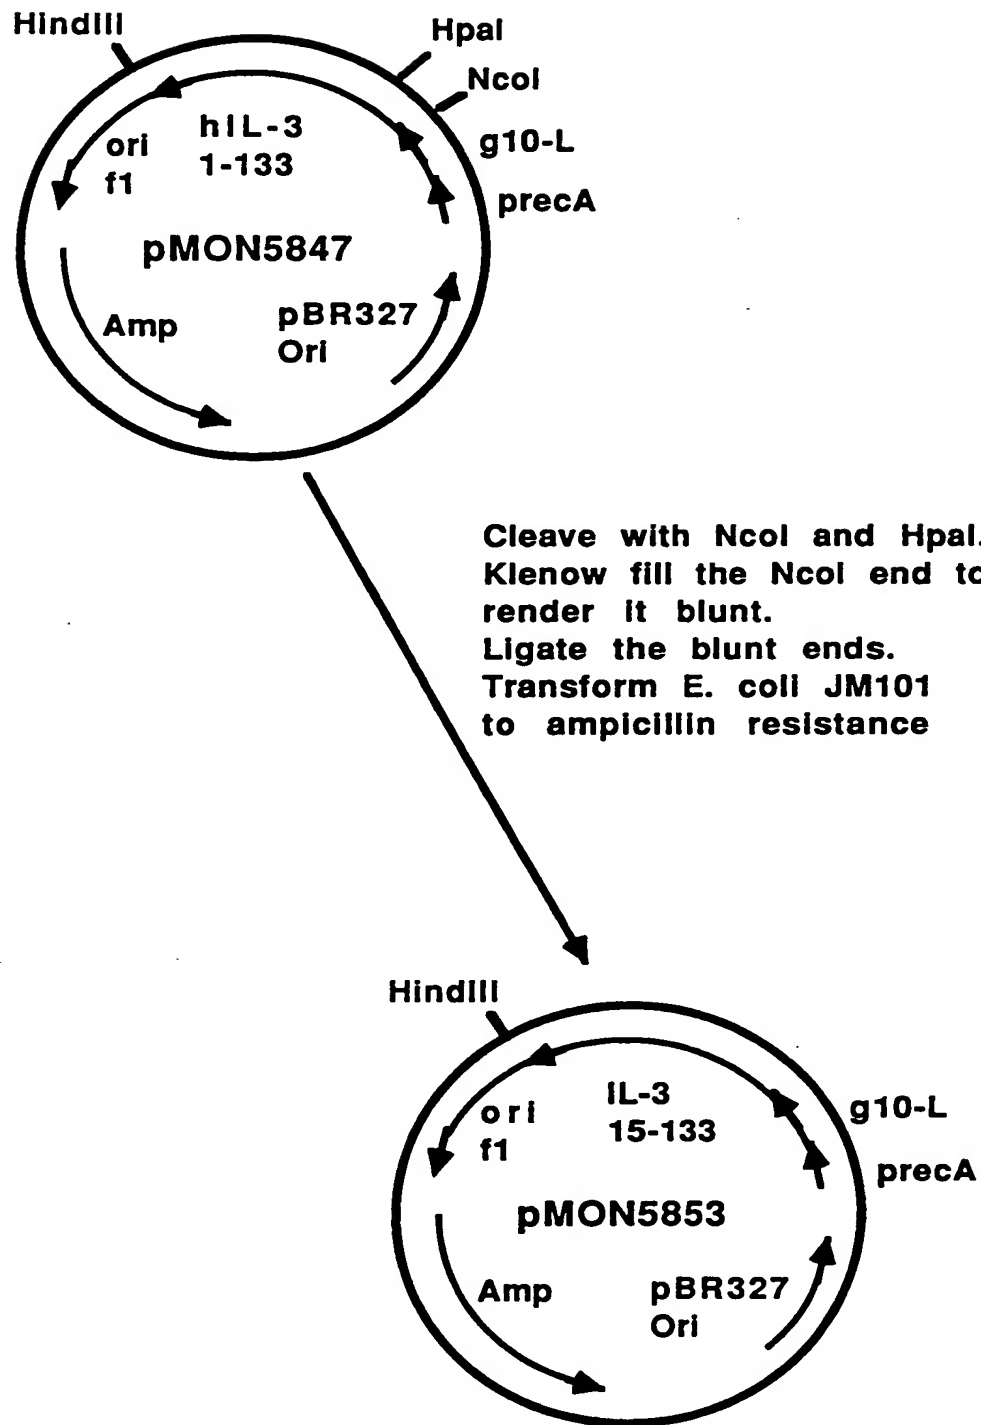 HindIII
HpaI
NcoI
g10-L
precA
hIL-3
1-133
ori
f1
pMON5847
Amp
pBR327
Ori
Cleave with NcoI and HpaI.
Klenow fill the NcoI end to
render it blunt.
Ligate the blunt ends.
Transform E. coli JM101
to ampicillin resistance
HindIII
g10-L
precA
IL-3
15-133
ori
f1
pMON5853
Amp
pBR327
Ori